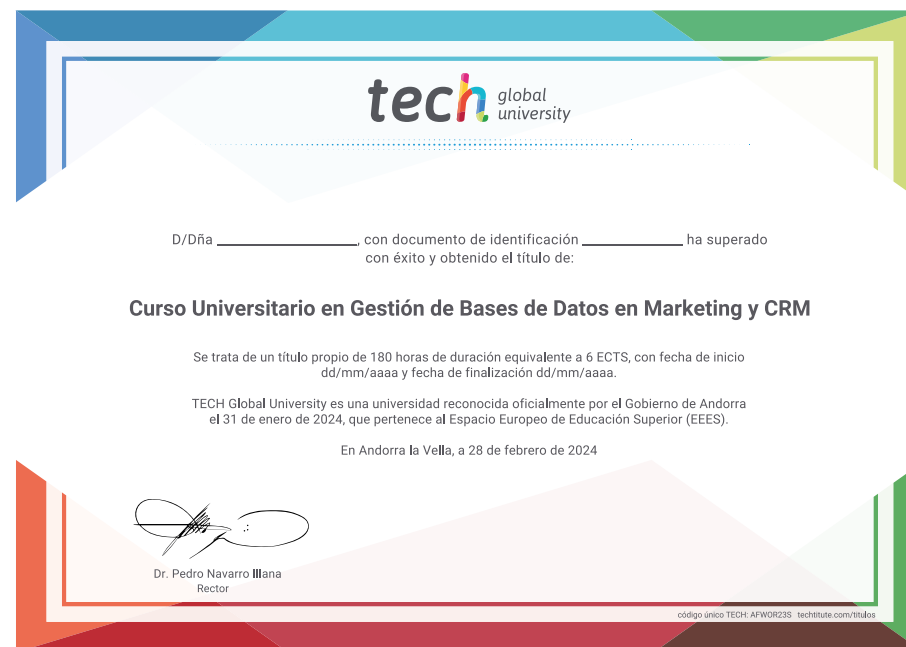 tech global university
D/Dña ______________, con documento de identificación ______________ ha superado
con éxito y obtenido el título de:
Curso Universitario en Gestión de Bases de Datos en Marketing y CRM
Se trata de un título propio de 180 horas de duración equivalente a 6 ECTS, con fecha de inicio
dd/mm/aaaa y fecha de finalización dd/mm/aaaa.
TECH Global University es una universidad reconocida oficialmente por el Gobierno de Andorra
el 31 de enero de 2024, que pertenece al Espacio Europeo de Educación Superior (EEES).
En Andorra la Vella, a 28 de febrero de 2024
Dr. Pedro Navarro Illana
Rector
código único TECH: AFWOR23S techtitute.com/titulos